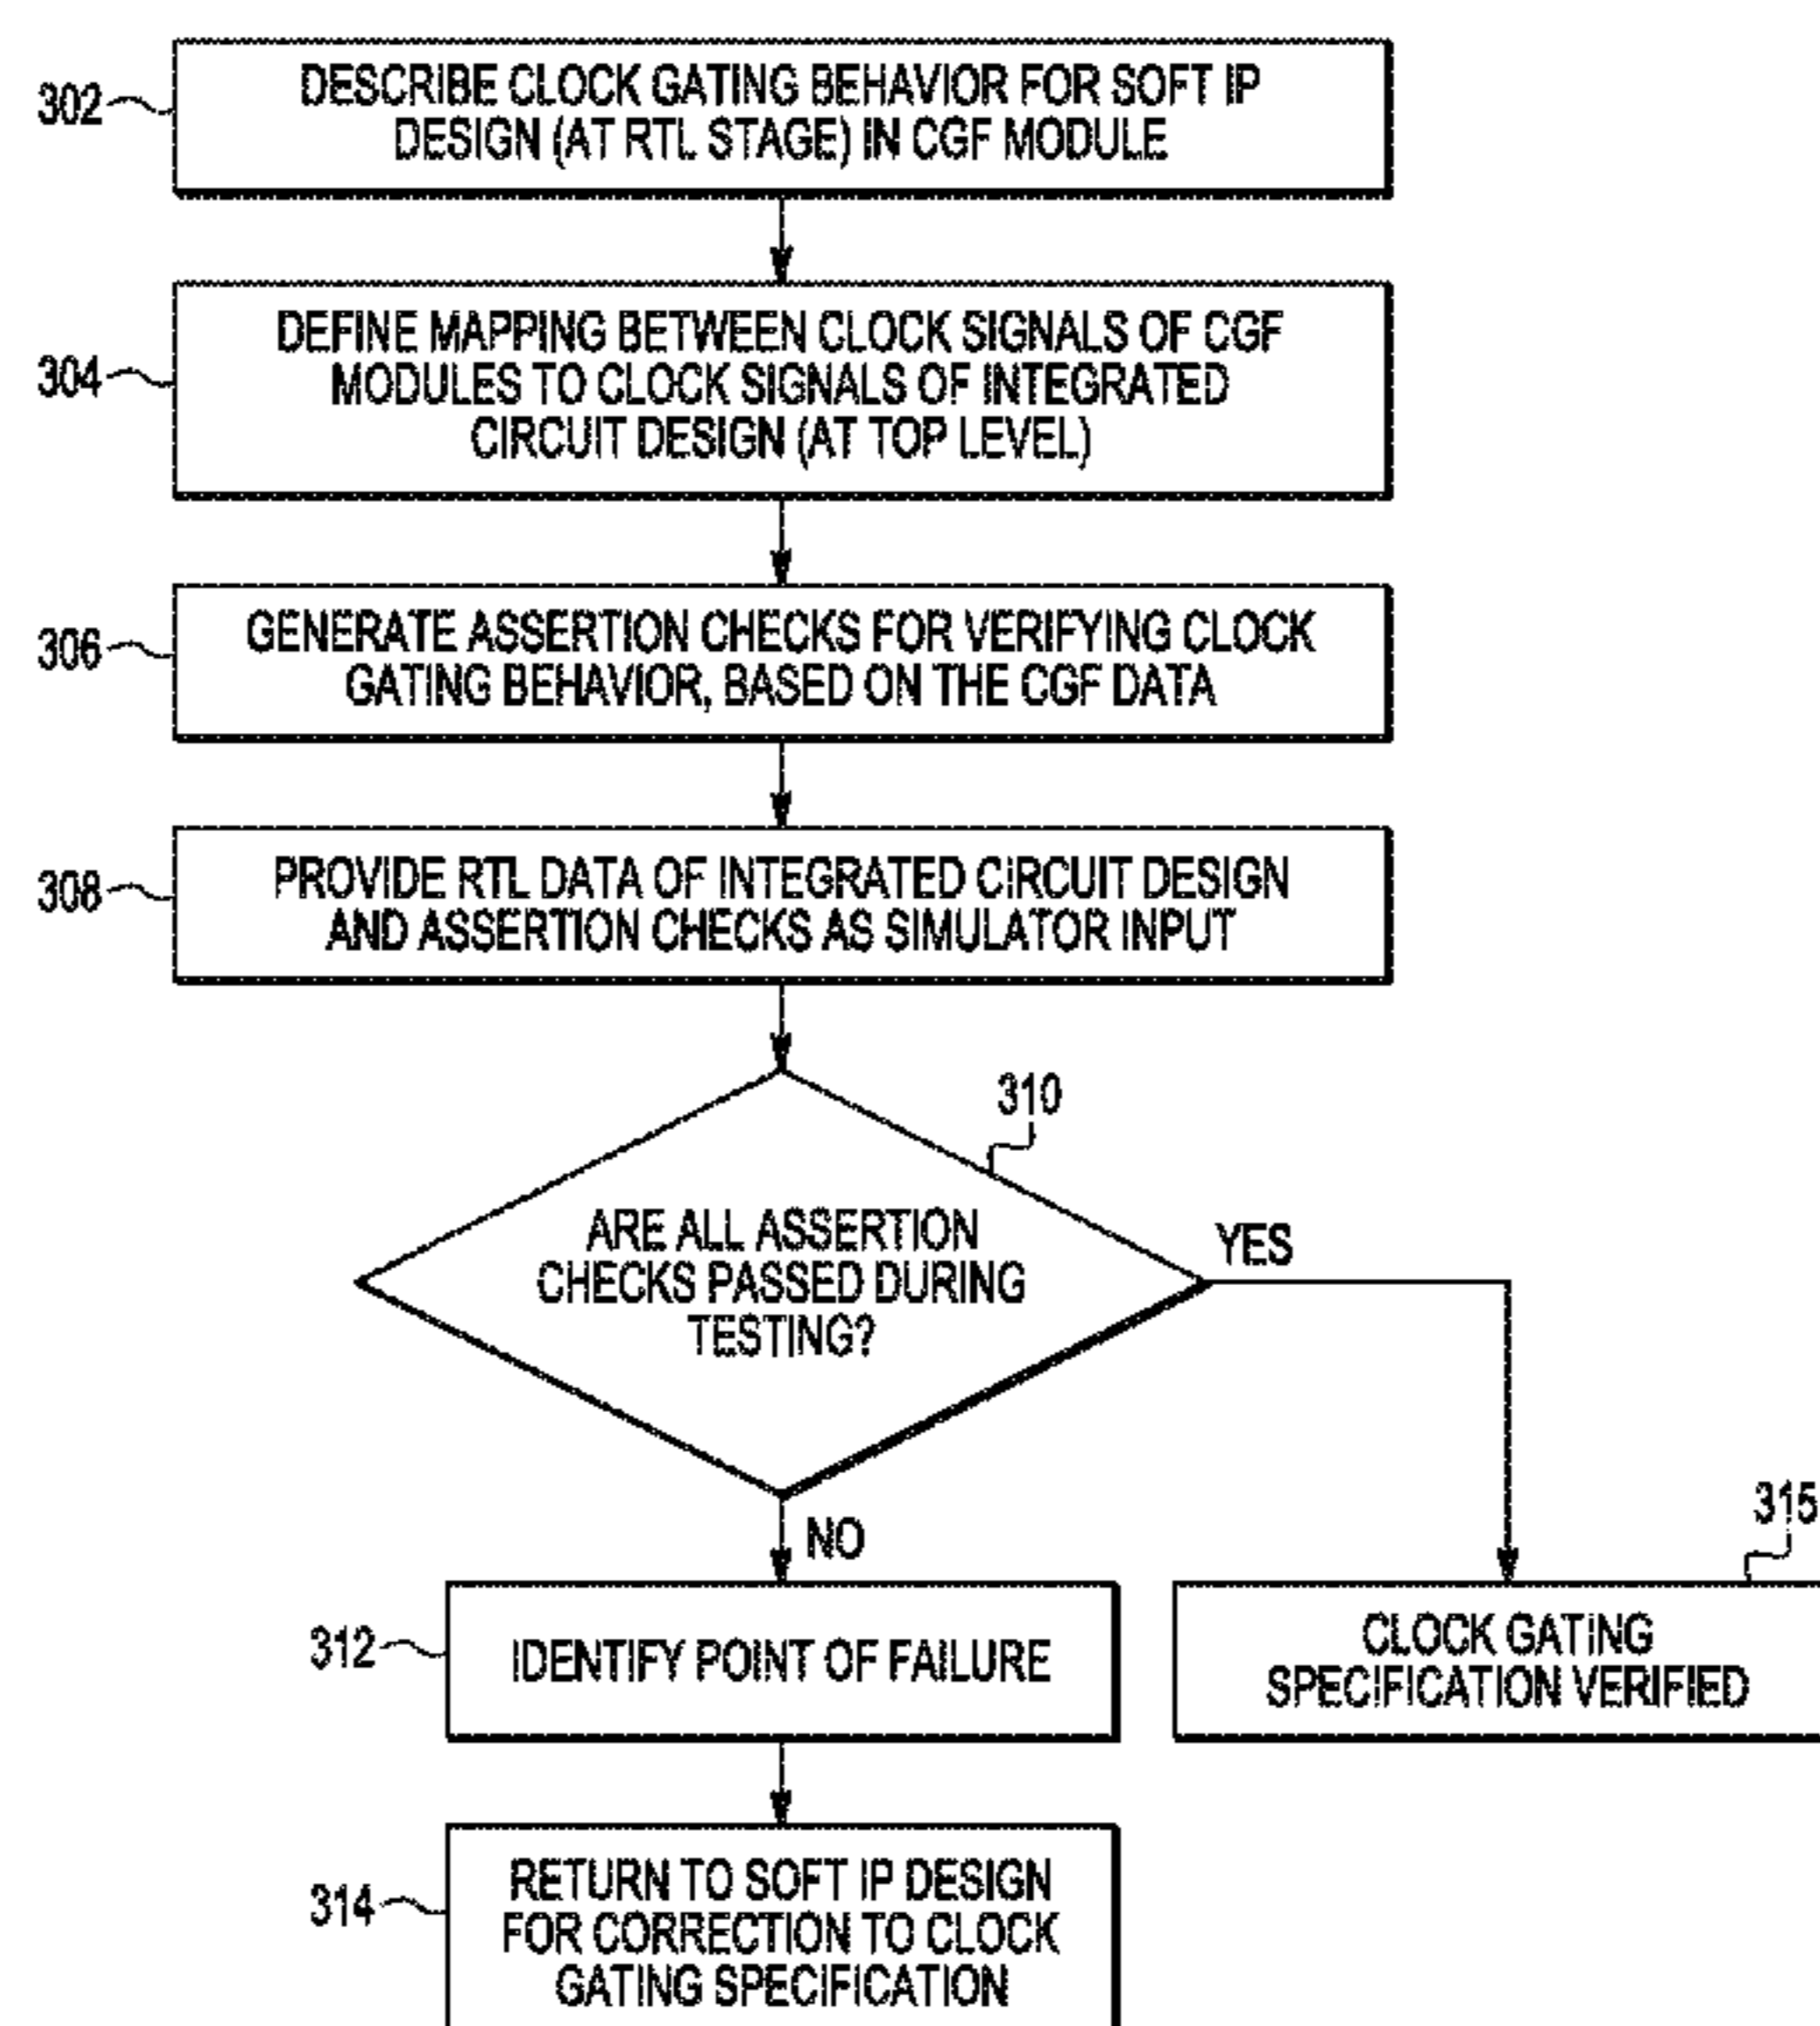 302
DESCRIBE CLOCK GATING BEHAVIOR FOR SOFT IP
DESIGN (AT RTL STAGE) IN CGF MODULE
304
DEFINE MAPPING BETWEEN CLOCK SIGNALS OF CGF
MODULES TO CLOCK SIGNALS OF INTEGRATED
CIRCUIT DESIGN (AT TOP LEVEL)
306
GENERATE ASSERTION CHECKS FOR VERIFYING CLOCK
GATING BEHAVIOR, BASED ON THE CGF DATA
308
PROVIDE RTL DATA OF INTEGRATED CIRCUIT DESIGN
AND ASSERTION CHECKS AS SIMULATOR INPUT
310
ARE ALL ASSERTION
CHECKS PASSED DURING
TESTING?
YES
NO
312
IDENTIFY POINT OF FAILURE
315
CLOCK GATING
SPECIFICATION VERIFIED
314
RETURN TO SOFT IP DESIGN
FOR CORRECTION TO CLOCK
GATING SPECIFICATION